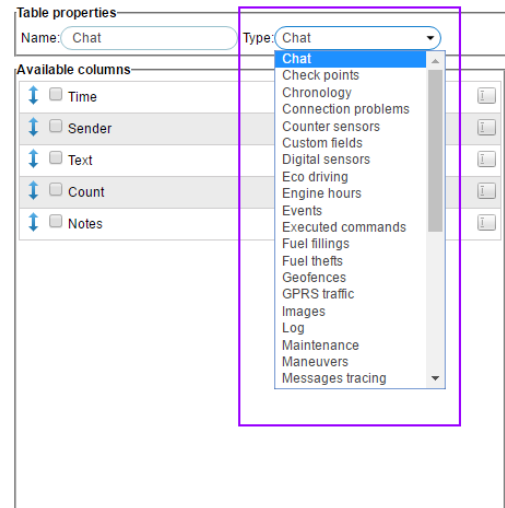 Table properties
Name: Chat Type: Chat
Chat
Check points
Chronology
Connection problems
Counter sensors
Custom fields
Digital sensors
Eco driving
Engine hours
Events
Executed commands
Fuel fillings
Fuel thefts
Geofences
GPRS traffic
Images
Log
Maintenance
Maneuvers
Messages tracing
Available columns
Time
Sender
Text
Count
Notes